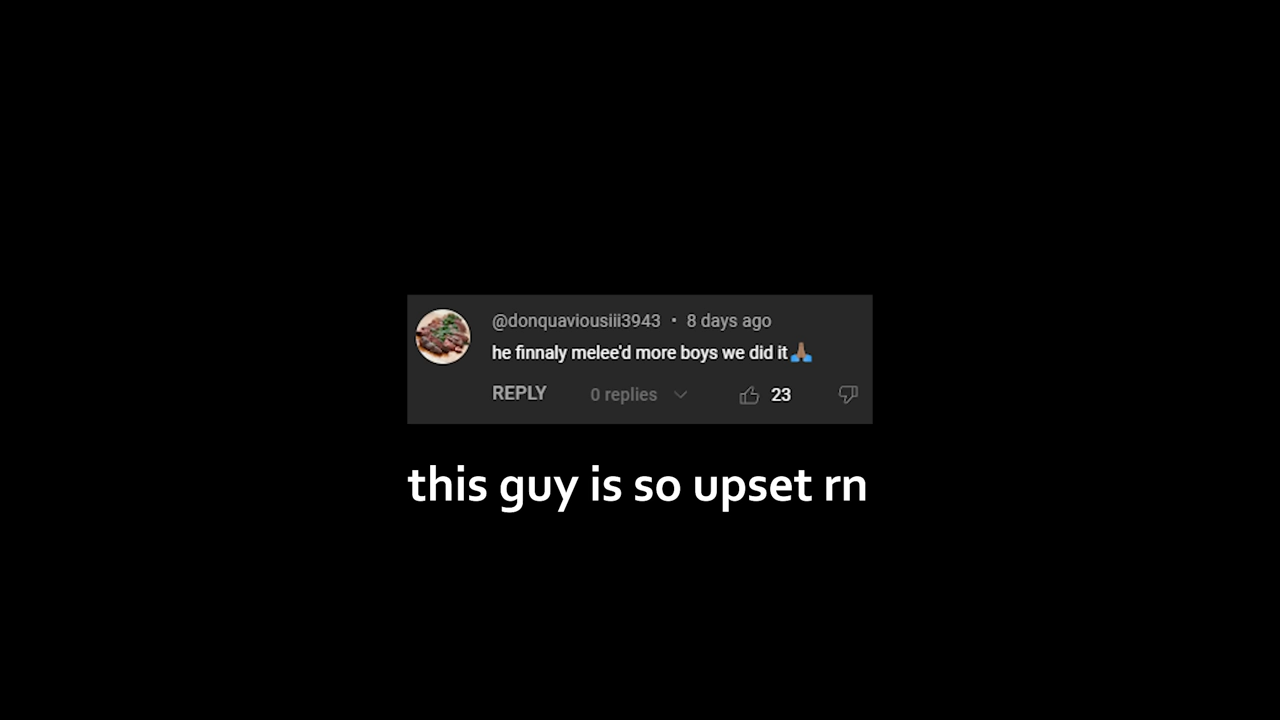 @donquaviousiii3943 • 8 days ago
he finnaly melee'd more boys we did it🙏🏾
REPLY 0 replies 23
this guy is so upset rn